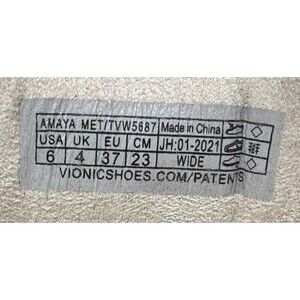 AMAYA MET/TVW5687 Made in China
USA UK EU CM JH:01-2021
6 4 37 23 WIDE
VIONICSHOES.COM/PATENTS